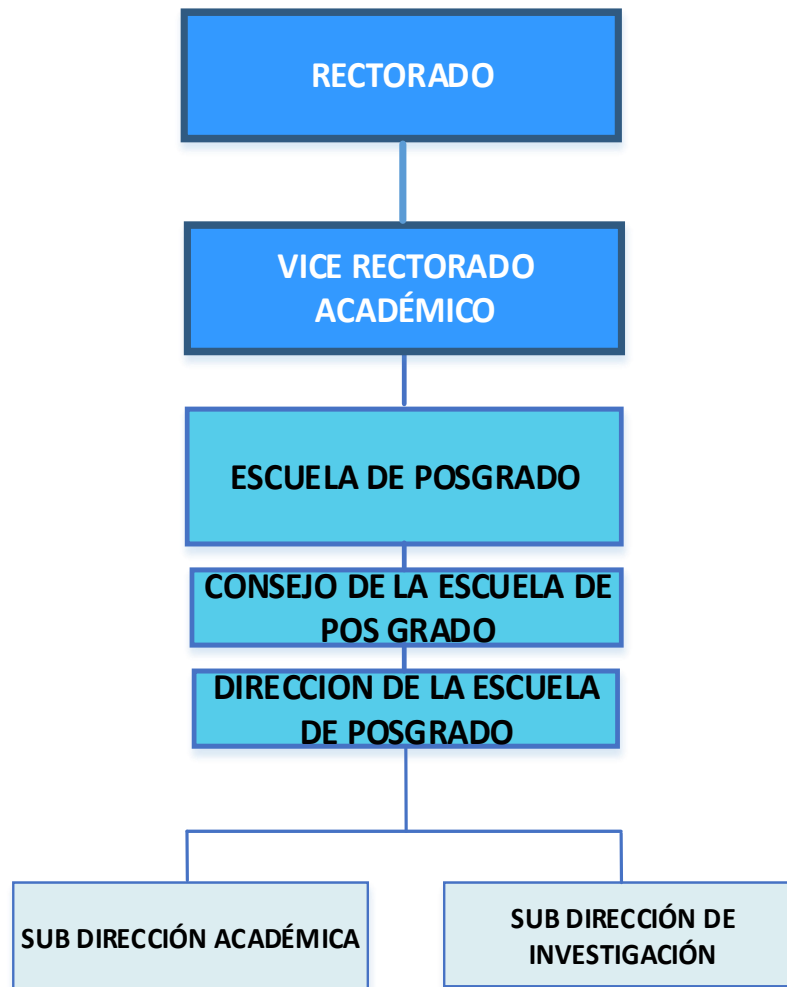 RECTORADO
VICE RECTORADO
ACADÉMICO
ESCUELA DE POSGRADO
CONSEJO DE LA ESCUELA DE
POS GRADO
DIRECCION DE LA ESCUELA
DE POSGRADO
SUB DIRECCIÓN ACADÉMICA
SUB DIRECCIÓN DE
INVESTIGACIÓN